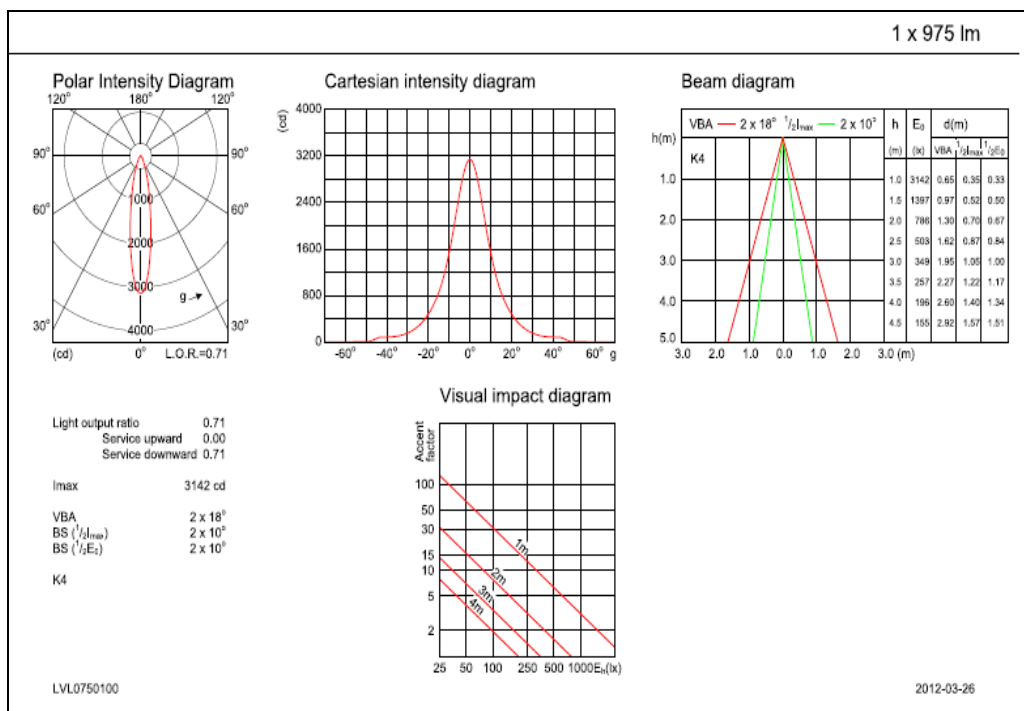 1 x 975 lm
Polar Intensity Diagram
120° 180° 120°
90° 90°
60° 60°
30° 30°
1000
2000
3000
4000
g
(cd) 0° L.O.R.=0.71
Cartesian intensity diagram
(cd)
4000
3200
2400
1600
800
0
-60° -40° -20° 0° 20° 40° 60° g
Beam diagram
VBA 2 x 18° 1/2Imax 2 x 10°
h(m)
K4
1.0
2.0
3.0
4.0
5.0
3.0 2.0 1.0 0.0 1.0 2.0 3.0 (m)
h E0 d(m)
(m) (lx) VBA 1/2Imax 1/2E0
1.0 3142 0.65 0.35 0.33
1.5 1397 0.97 0.52 0.50
2.0 786 1.30 0.70 0.67
2.5 503 1.62 0.87 0.84
3.0 349 1.95 1.05 1.00
3.5 257 2.27 1.22 1.17
4.0 196 2.60 1.40 1.34
4.5 155 2.92 1.57 1.51
Light output ratio 0.71
Service upward 0.00
Service downward 0.71
Imax 3142 cd
VBA 2 x 18°
BS (1/2Imax) 2 x 10°
BS (1/2E0) 2 x 10°
K4
Visual impact diagram
Accent
factor
100
50
30
15
10
5
2
1m
2m
3m
4m
25 50 100 250 500 1000 Eh(lx)
LVL0750100
2012-03-26